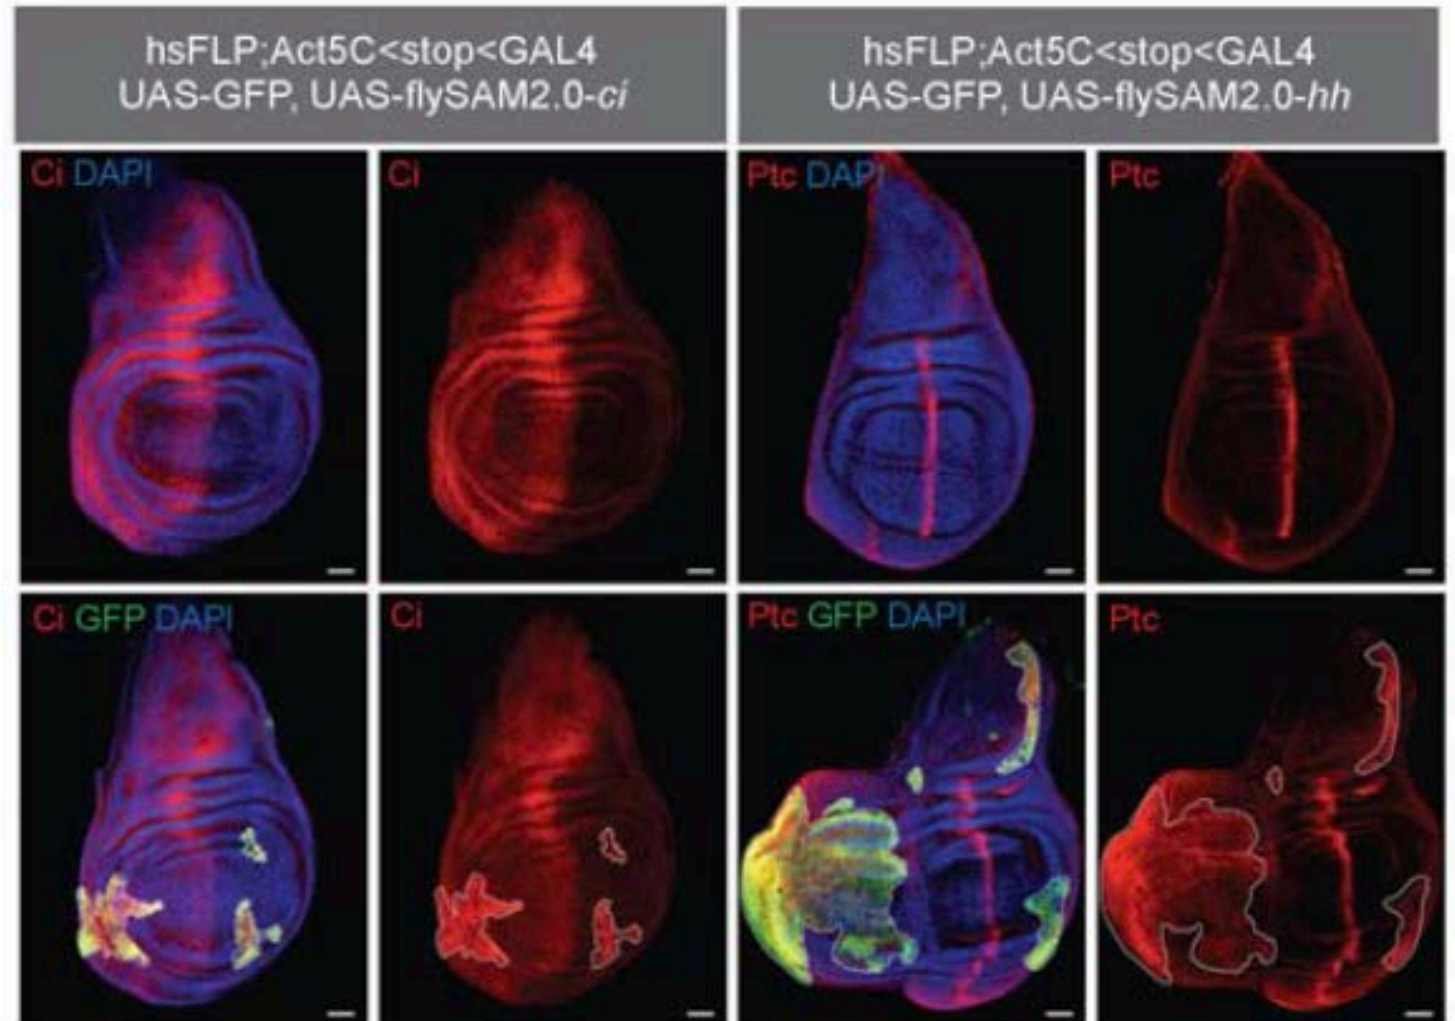 hsFLP;Act5C<stop<GAL4
UAS-GFP, UAS-flySAM2.0-ci
hsFLP;Act5C<stop<GAL4
UAS-GFP, UAS-flySAM2.0-hh
Ci DAPI
Ci
Ptc DAPI
Ptc
Ci GFP DAPI
Ci
Ptc GFP DAPI
Ptc